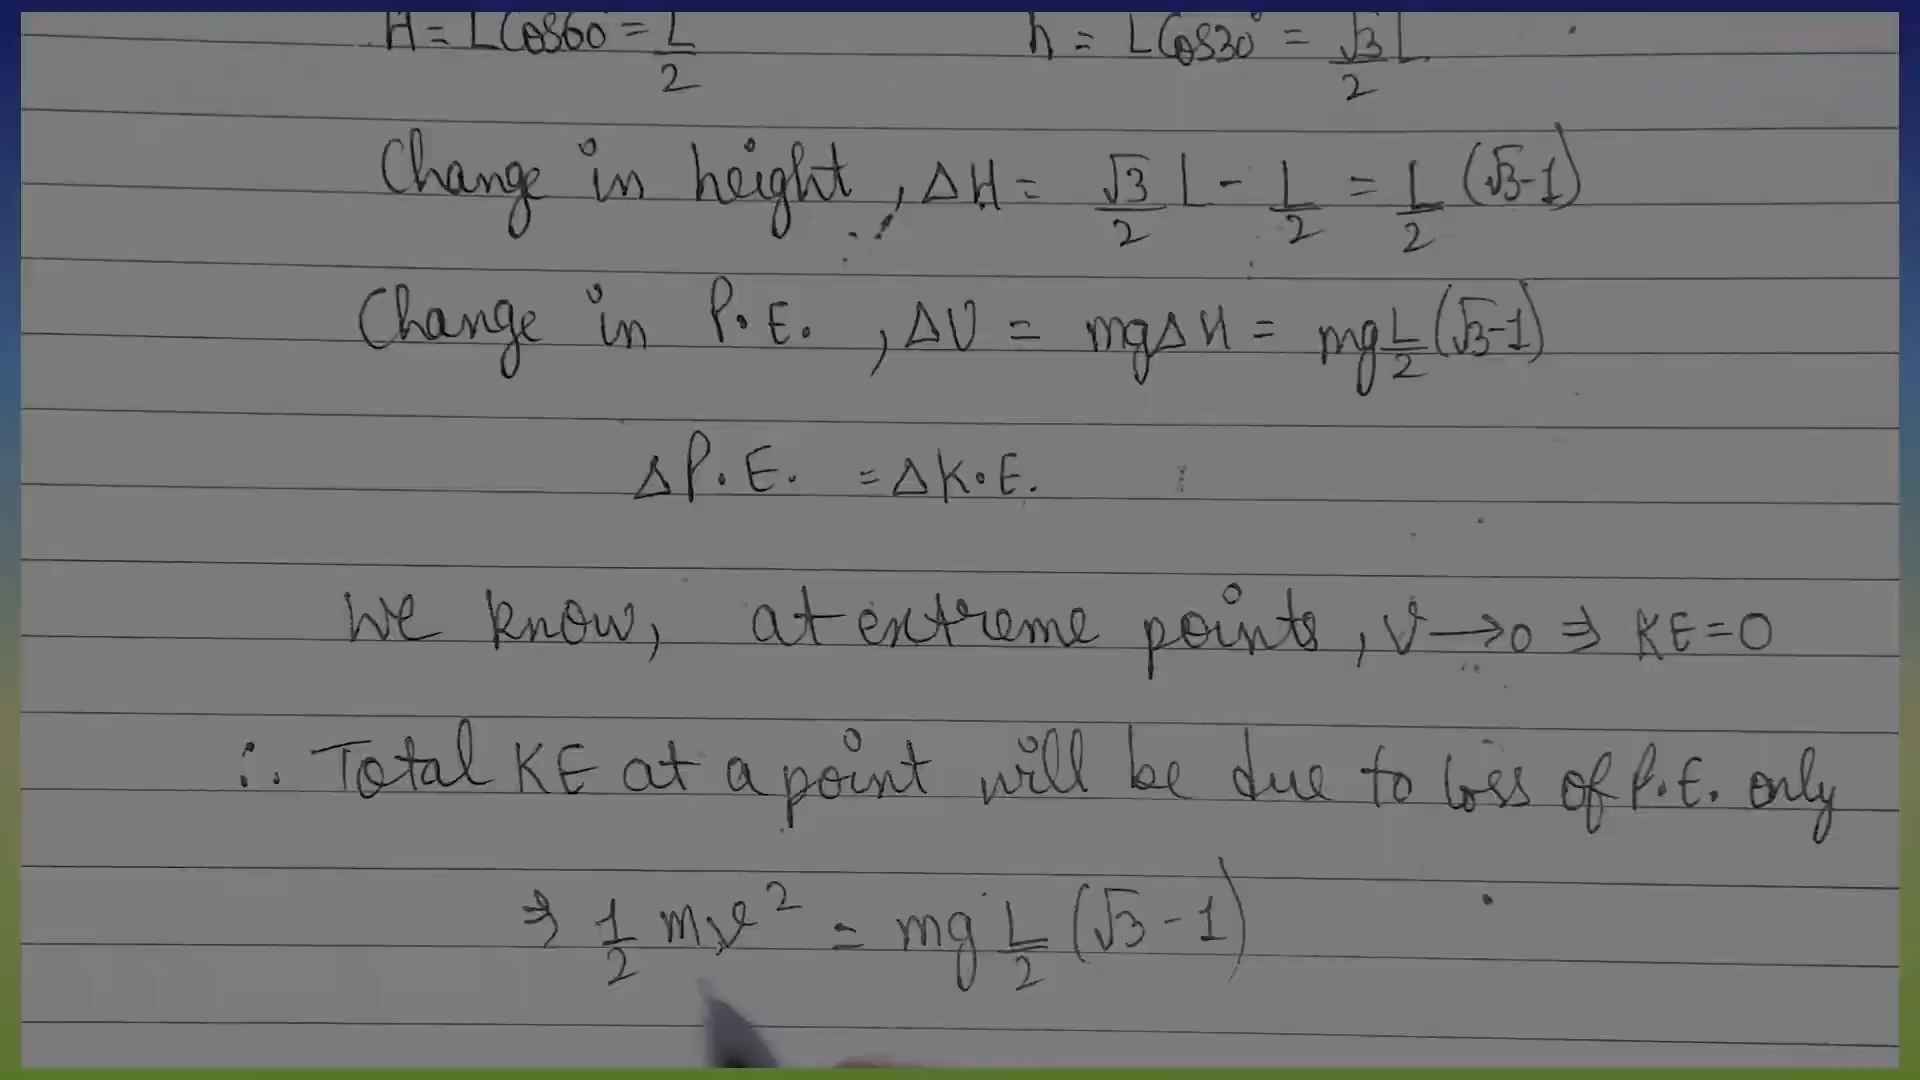 H = L Cos60° = L/2 h = L Cos30° = √3/2 L
Change in height, ΔH = √3/2 L - L/2 = L/2 (√3-1)
Change in P.E., ΔU = mgΔH = mg L/2 (√3-1)
ΔP.E. = ΔK.E.
We know, at extreme points, v → 0 ⇒ KE = 0
∴ Total KE at a point will be due to loss of P.E. only
⇒ 1/2 mv² = mg L/2 (√3-1)